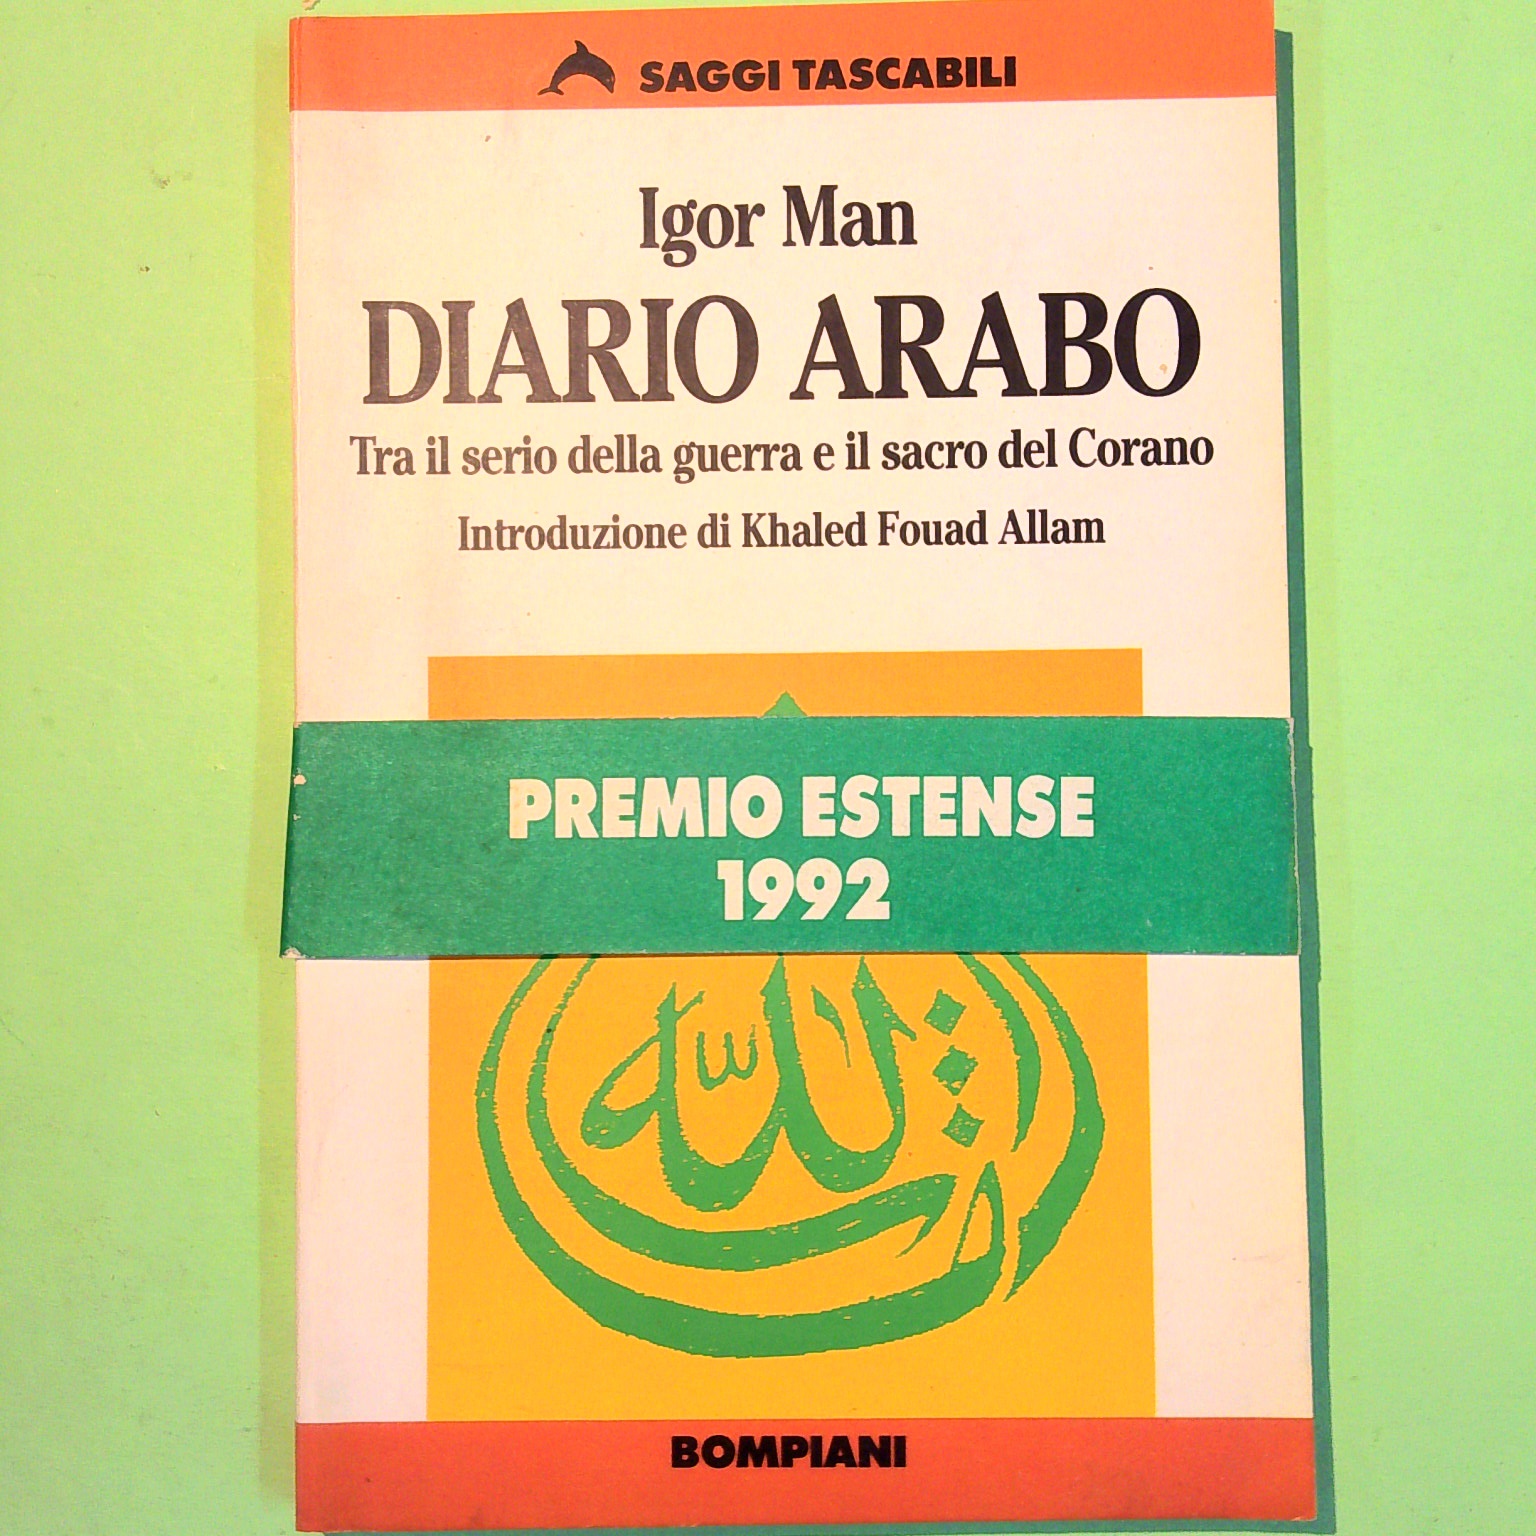 SAGGI TASCABILI
Igor Man
DIARIO ARABO
Tra il serio della guerra e il sacro del Corano
Introduzione di Khaled Fouad Allam
PREMIO ESTENSE
1992
BOMPIANI